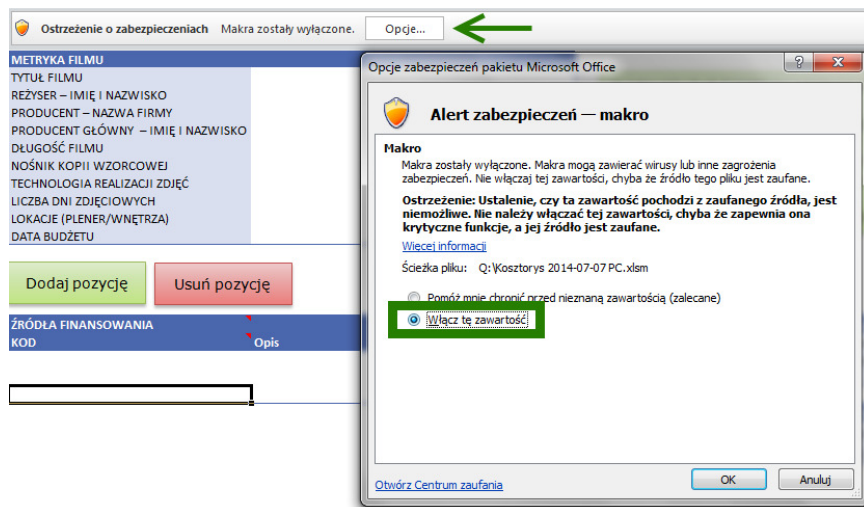 Ostrzeżenie o zabezpieczeniach Makra zostały wyłączone. Opcje...
METRYKA FILMU
TYTUŁ FILMU
REŻYSER – IMIĘ I NAZWISKO
PRODUCENT – NAZWA FIRMY
PRODUCENT GŁÓWNY – IMIĘ I NAZWISKO
DŁUGOŚĆ FILMU
NOŚNIK KOPII WZORCOWEJ
TECHNOLOGIA REALIZACJI ZDJĘĆ
LICZBA DNI ZDJĘCIOWYCH
LOKACJE (PLENER/WNĘTRZA)
DATA BUDŻETU
Dodaj pozycję Usuń pozycję
ŹRÓDŁA FINANSOWANIA
KOD Opis
Opcje zabezpieczeń pakietu Microsoft Office
Alert zabezpieczeń — makro
Makro
Makra zostały wyłączone. Makra mogą zawierać wirusy lub inne zagrożenia
zabezpieczeń. Nie włączaj tej zawartości, chyba że źródło tego pliku jest zaufane.
Ostrzeżenie: Ustalenie, czy ta zawartość pochodzi z zaufanego źródła, jest
niemożliwe. Nie należy włączać tej zawartości, chyba że zapewnia ona
krytyczne funkcje, a jej źródło jest zaufane.
Więcej informacji
Ścieżka pliku: Q:\Kosztorys 2014-07-07 PC.xlsm
Pomóż mnie chronić przed nieznaną zawartością (zalecane)
Włącz tę zawartość
Otwórz Centrum zaufania OK Anuluj